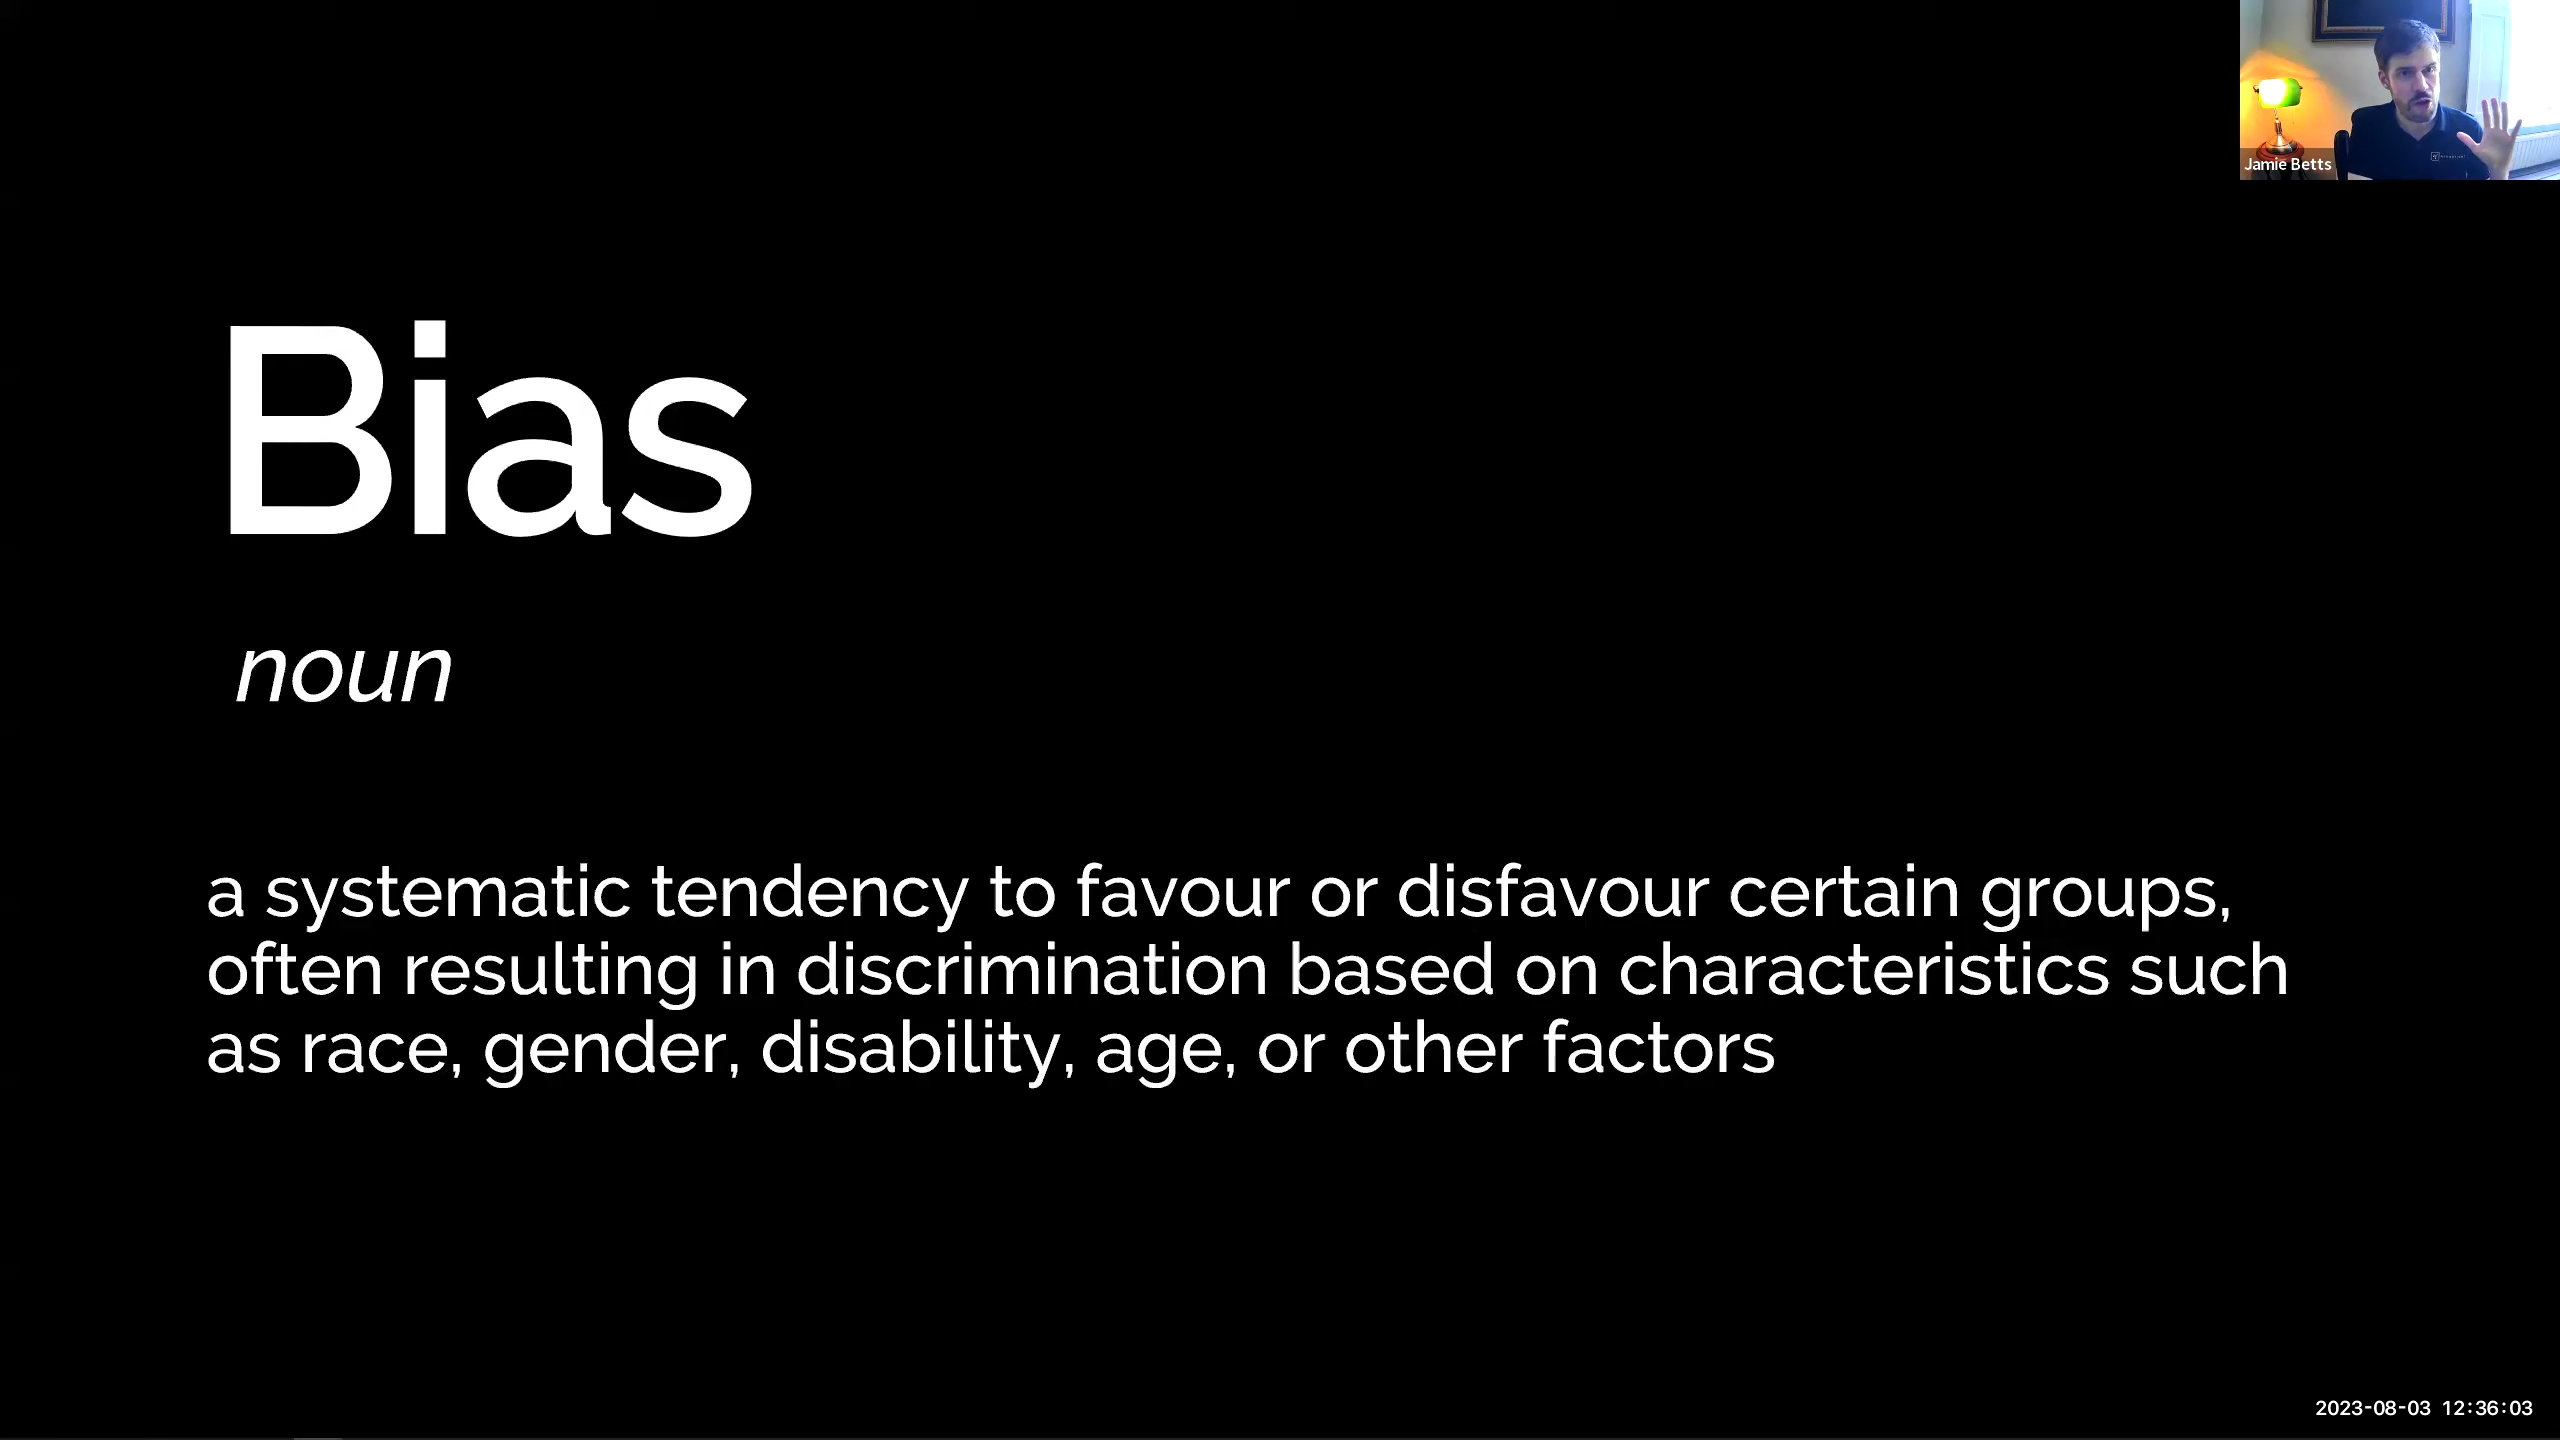 Jamie Betts
Bias
noun
a systematic tendency to favour or disfavour certain groups,
often resulting in discrimination based on characteristics such
as race, gender, disability, age, or other factors
2023-08-03 12:36:03